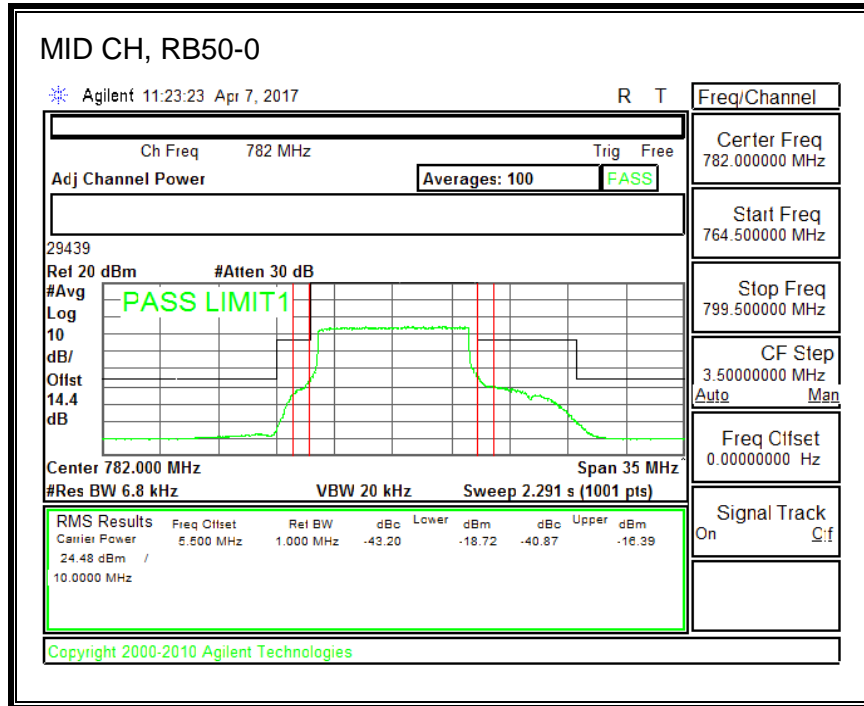 MID CH, RB50-0
Agilent 11:23:23 Apr 7, 2017 R T
Freq/Channel
Ch Freq 782 MHz Trig Free
Adj Channel Power Averages: 100 PASS
Center Freq
782.000000 MHz
Start Freq
764.500000 MHz
Stop Freq
799.500000 MHz
CF Step
3.50000000 MHz
Auto Man
Freq Offset
0.00000000 Hz
Signal Track
On Off
29439
Ref 20 dBm #Atten 30 dB
#Avg
Log
10
dB/
Offst
14.4
dB
PASS LIMIT1
Center 782.000 MHz Span 35 MHz
#Res BW 6.8 kHz VBW 20 kHz Sweep 2.291 s (1001 pts)
RMS Results Freq Offset Ref BW dBc Lower dBm dBc Upper dBm
Carrier Power 5.500 MHz 1.000 MHz -43.20 -18.72 -40.87 -16.39
24.48 dBm /
10.0000 MHz
Copyright 2000-2010 Agilent Technologies